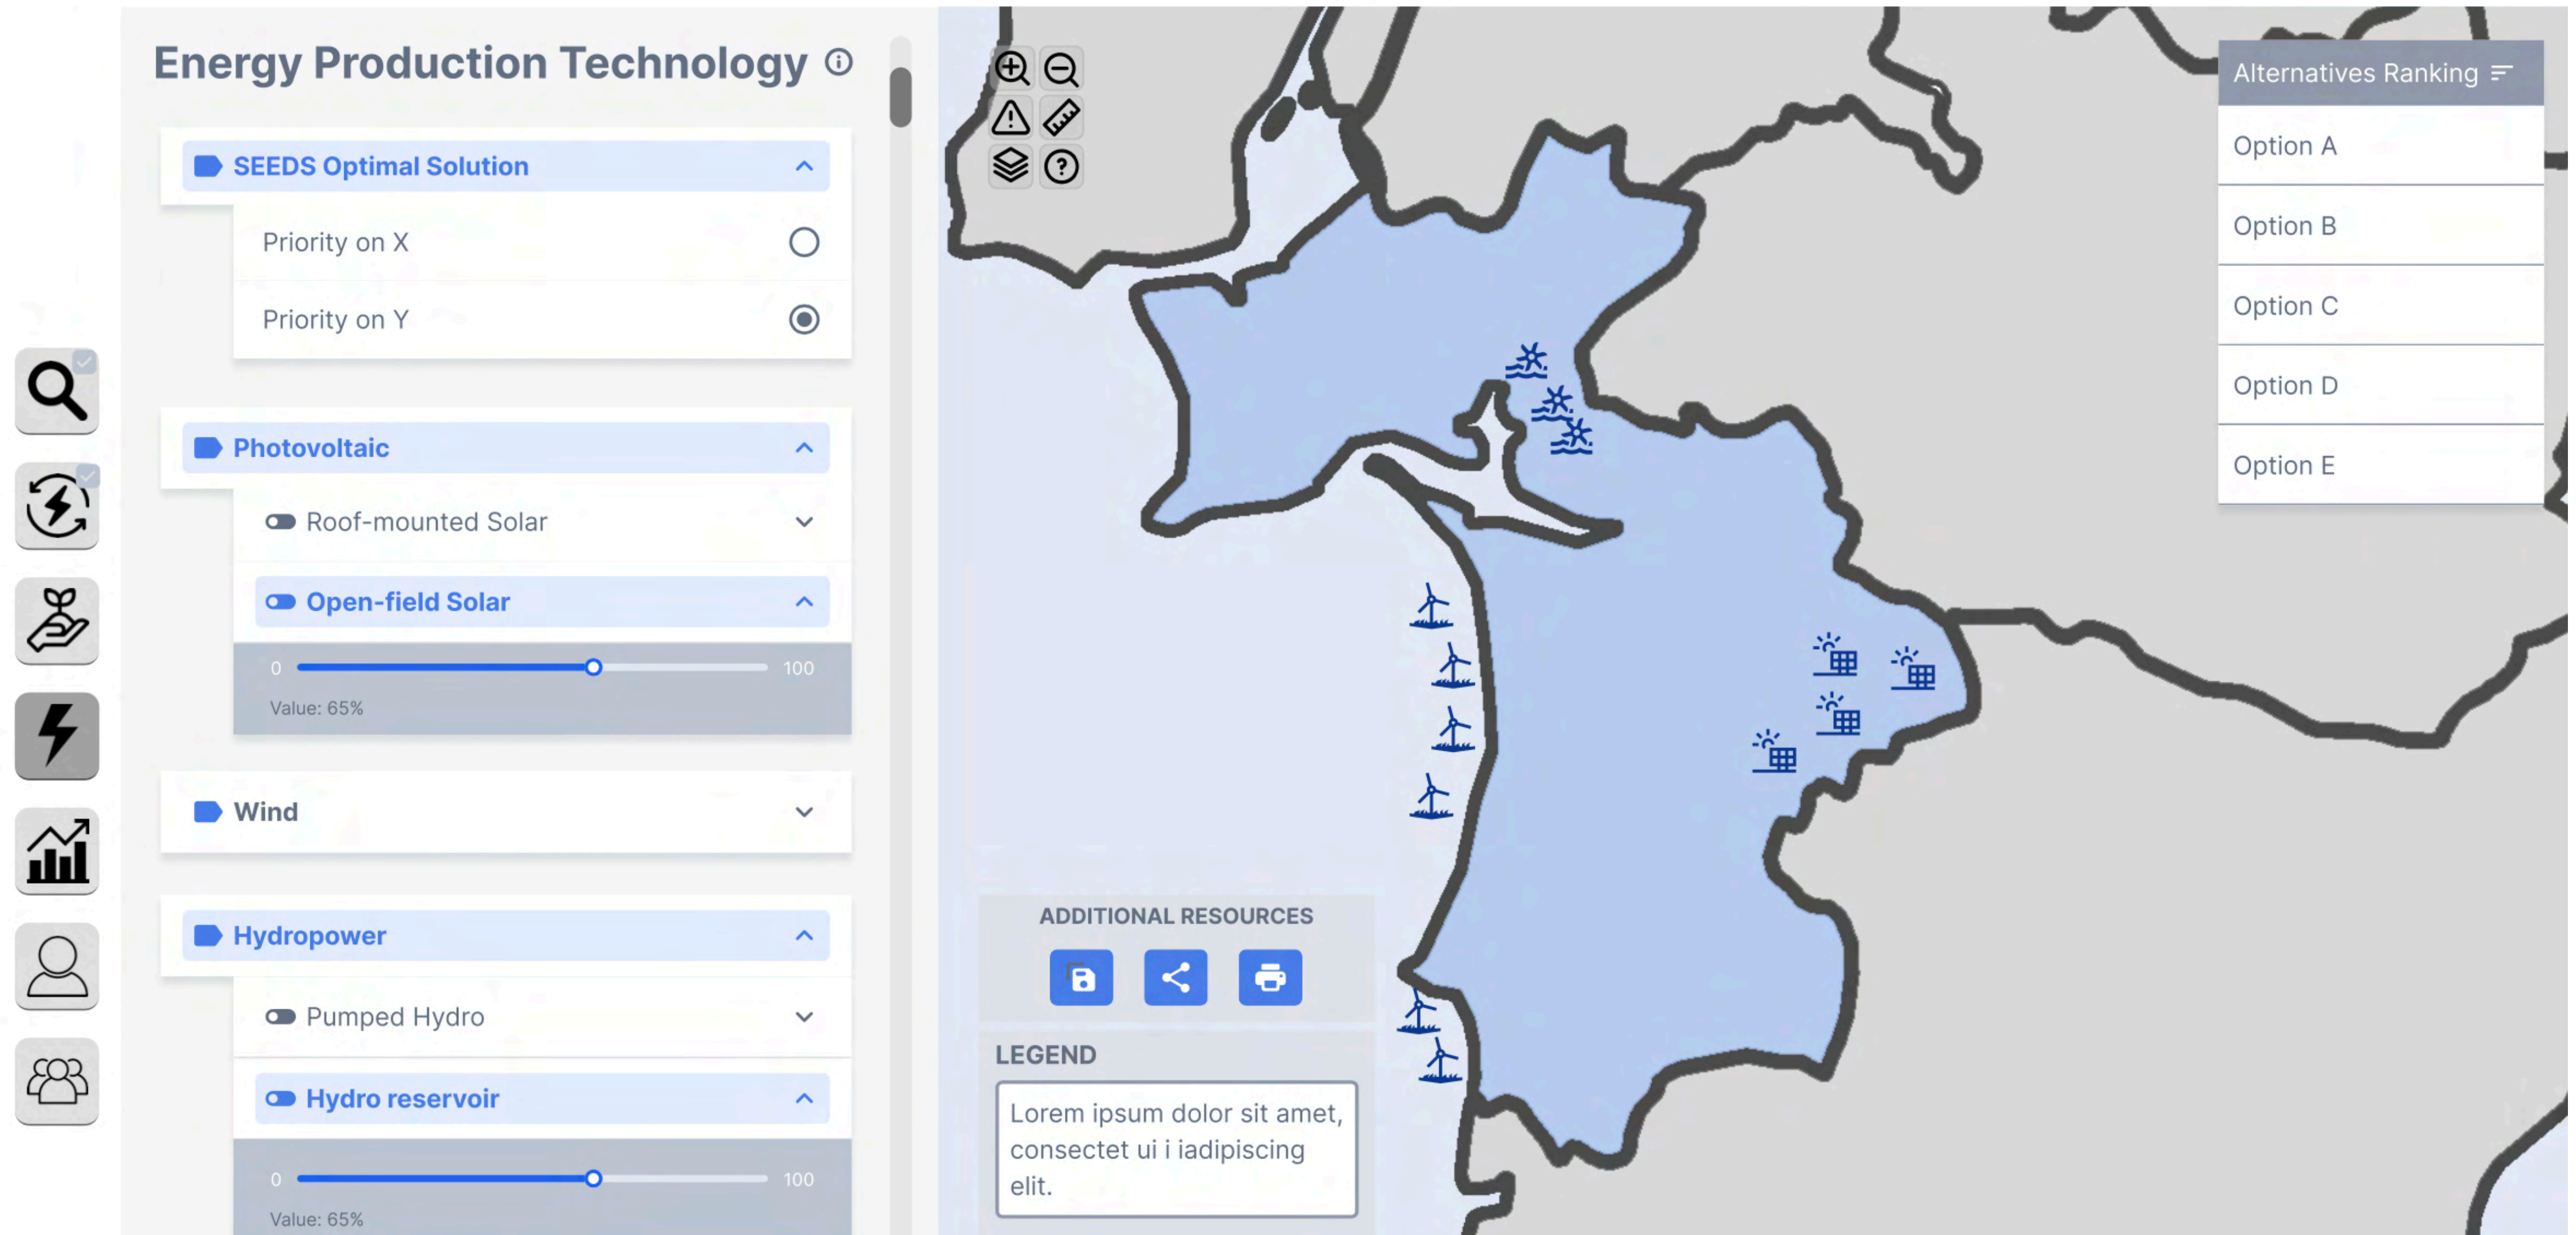 Energy Production Technology
SEEDS Optimal Solution
Priority on X
Priority on Y
Photovoltaic
Roof-mounted Solar
Open-field Solar
0 100
Value: 65%
Wind
Hydropower
Pumped Hydro
Hydro reservoir
0 100
Value: 65%
ADDITIONAL RESOURCES
LEGEND
Lorem ipsum dolor sit amet,
consectet ui i iadipiscing
elit.
Alternatives Ranking
Option A
Option B
Option C
Option D
Option E